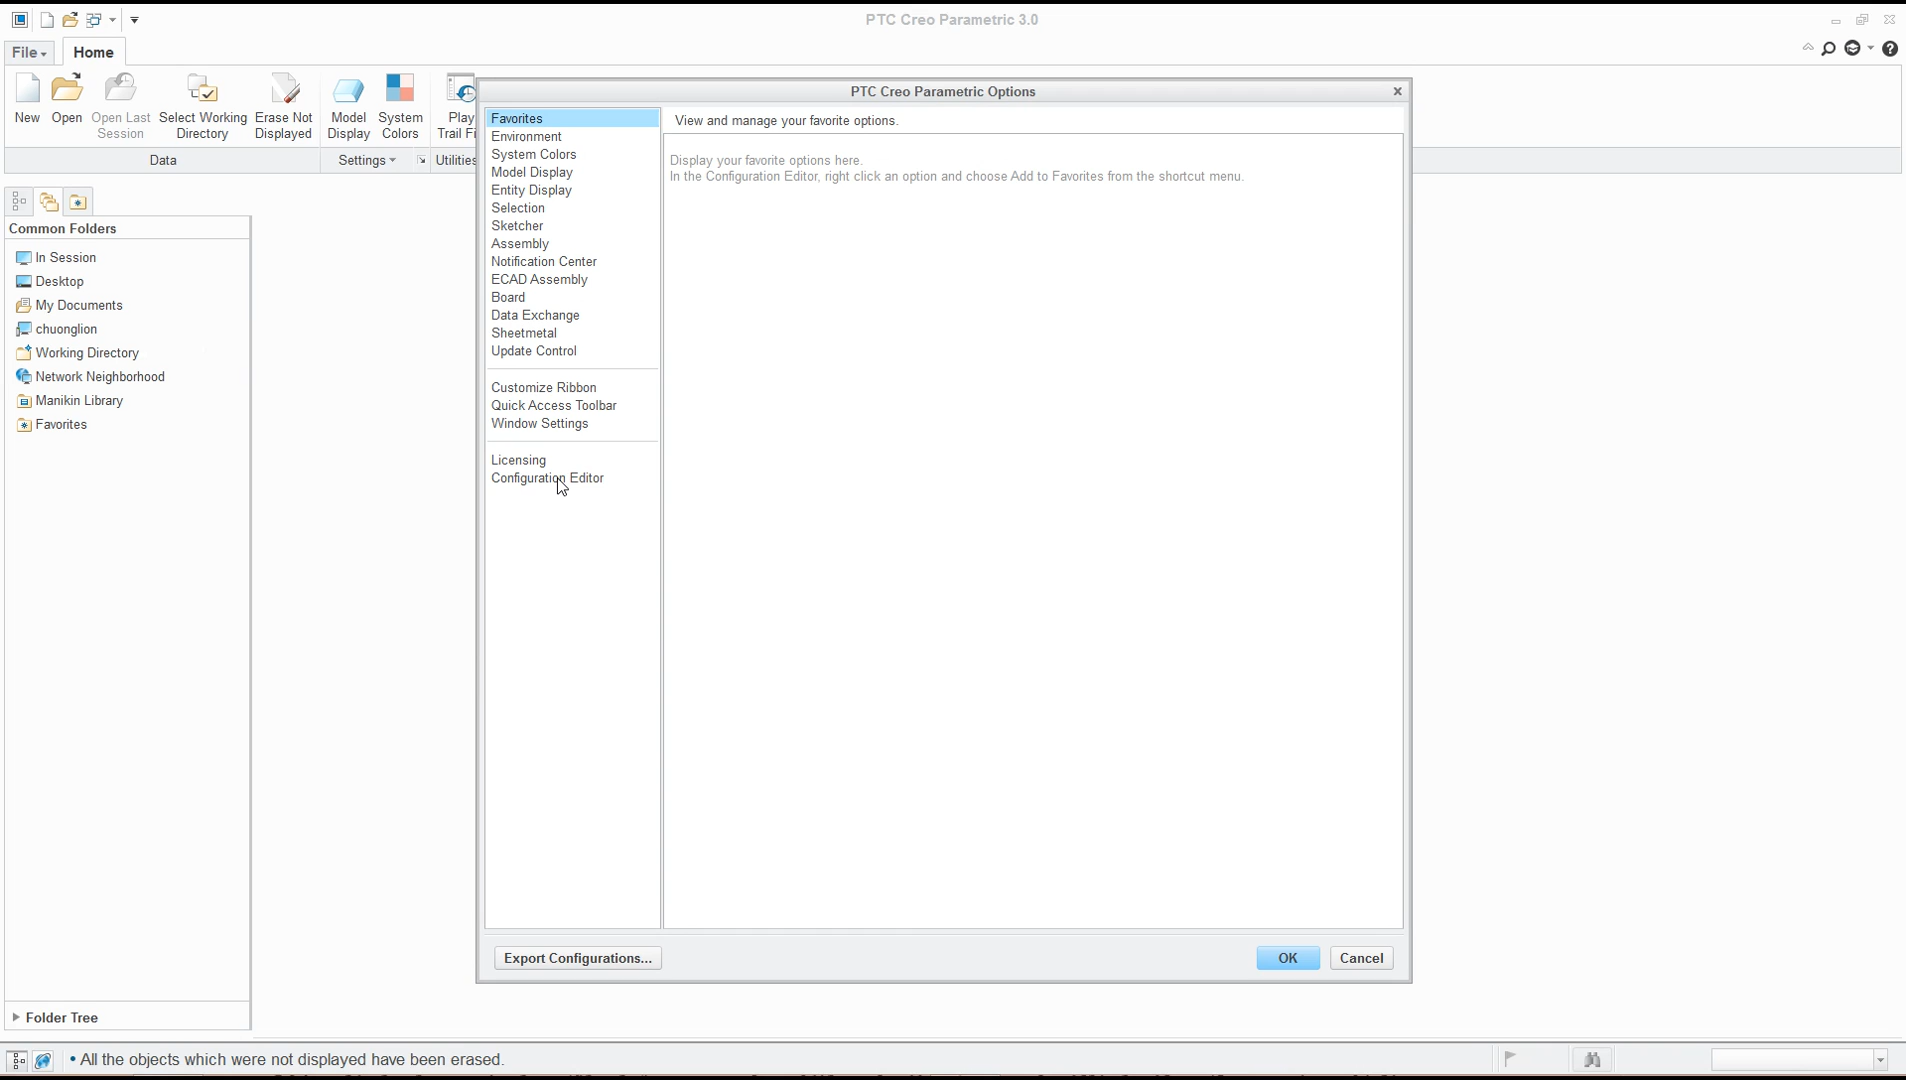 PTC Creo Parametric 3.0
File
Home
New
Open
Open Last
Session
Select Working
Directory
Erase Not
Displayed
Model
Display
System
Colors
Play
Trail Fi
Data
Settings
Utilities
Common Folders
In Session
Desktop
My Documents
chuonglion
Working Directory
Network Neighborhood
Manikin Library
Favorites
Folder Tree
PTC Creo Parametric Options
Favorites
Environment
System Colors
Model Display
Entity Display
Selection
Sketcher
Assembly
Notification Center
ECAD Assembly
Board
Data Exchange
Sheetmetal
Update Control
Customize Ribbon
Quick Access Toolbar
Window Settings
Licensing
Configuration Editor
View and manage your favorite options.
Display your favorite options here.
In the Configuration Editor, right click an option and choose Add to Favorites from the shortcut menu.
Export Configurations...
OK
Cancel
• All the objects which were not displayed have been erased.